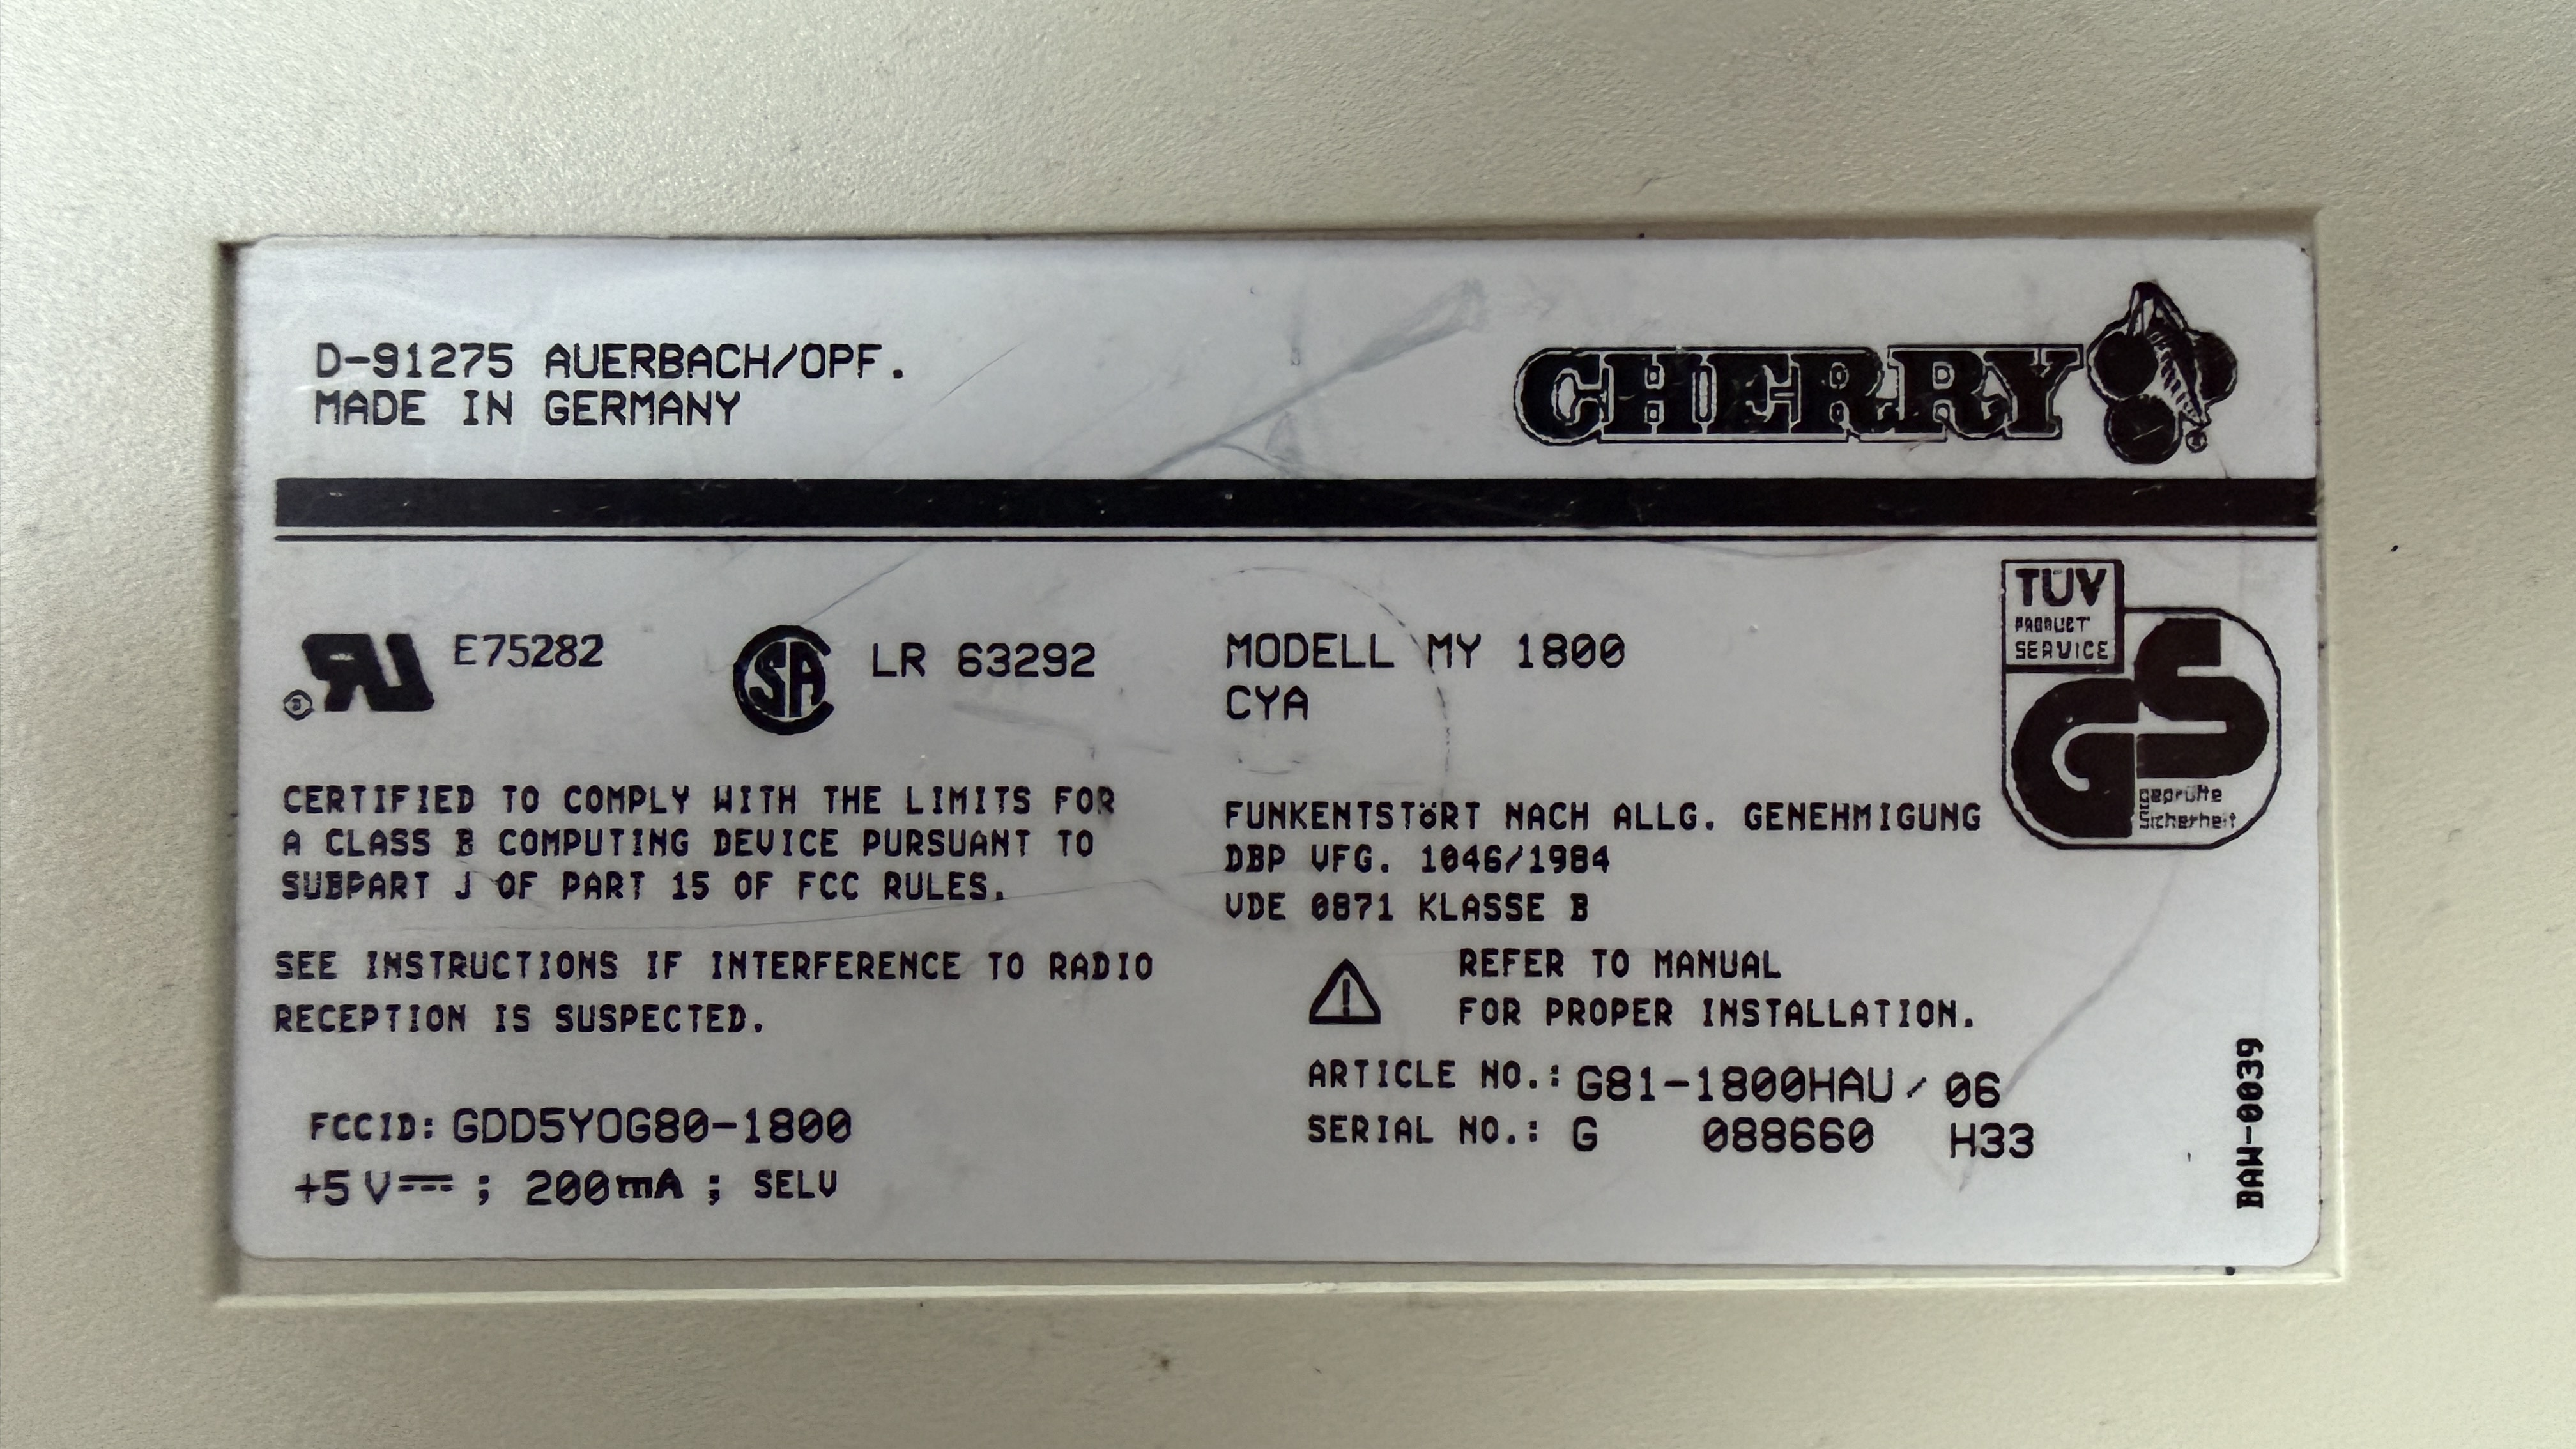 D-91275 AUERBACH/OPF.
MADE IN GERMANY
CHERRY
®
RU E75282
®
SA LR 63292
MODELL MY 1800
CYA
TÜV
PRODUCT
SERVICE
GS
geprüfte
Sicherheit
CERTIFIED TO COMPLY WITH THE LIMITS FOR
A CLASS B COMPUTING DEVICE PURSUANT TO
SUBPART J OF PART 15 OF FCC RULES.
FUNKENTSTöRT NACH ALLG. GENEHMIGUNG
DBP VFG. 1046/1984
VDE 0871 KLASSE B
SEE INSTRUCTIONS IF INTERFERENCE TO RADIO
RECEPTION IS SUSPECTED.
REFER TO MANUAL
FOR PROPER INSTALLATION.
FCCID: GDD5YOG80-1800
+5 V⎓ ; 200mA ; SELV
ARTICLE NO.: G81-1800HAU/06
SERIAL NO.: G 088660 H33
BAW-0039